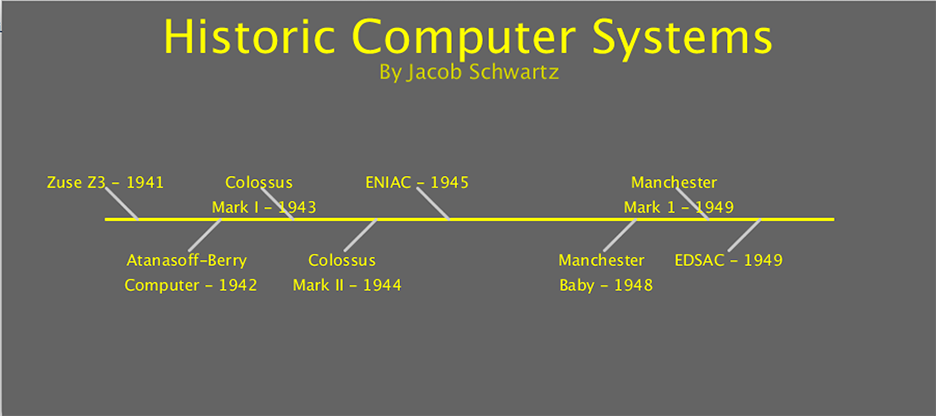 Historic Computer Systems
By Jacob Schwartz
Zuse Z3 – 1941
Colossus
Mark I – 1943
ENIAC – 1945
Manchester
Mark 1 – 1949
Atanasoff–Berry
Computer – 1942
Colossus
Mark II – 1944
Manchester
Baby – 1948
EDSAC – 1949